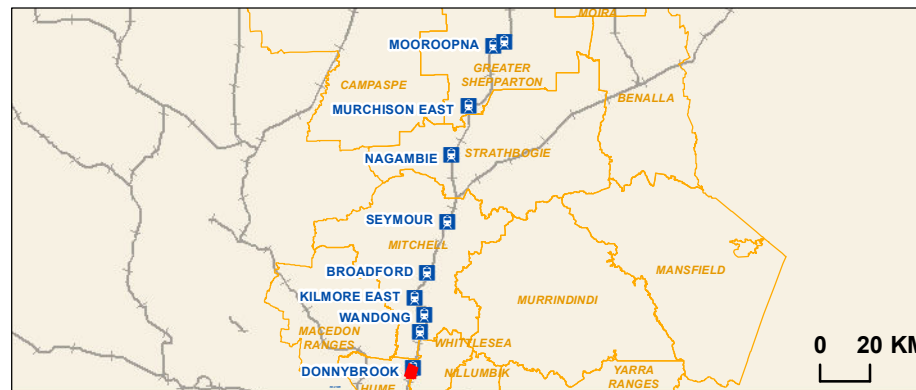 MOIRA
MOOROOPNA
GREATER
SHEPPARTON
CAMPASPE
BENALLA
MURCHISON EAST
STRATHBOGIE
NAGAMBIE
SEYMOUR
MITCHELL
BROADFORD
MANSFIELD
KILMORE EAST
MURRINDINDI
WANDONG
MACEDON
RANGES
WHITTLESEA
0 20 KM
DONNYBROOK
NILLUMBIK
YARRA
RANGES
HUME